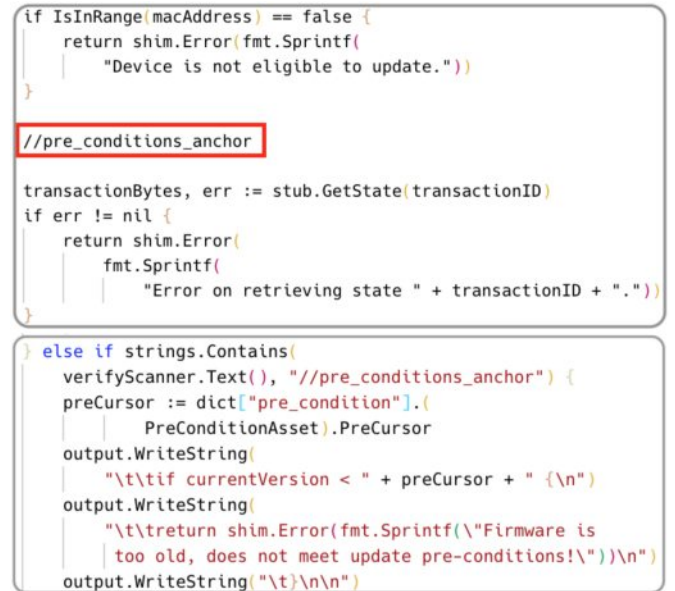 if IsInRange(macAddress) == false {
    return shim.Error(fmt.Sprintf(
        "Device is not eligible to update."))
}
//pre_conditions_anchor
transactionBytes, err := stub.GetState(transactionID)
if err != nil {
    return shim.Error(
        fmt.Sprintf(
            "Error on retrieving state " + transactionID + "."))
}
} else if strings.Contains(
    verifyScanner.Text(), "//pre_conditions_anchor") {
    preCursor := dict["pre_condition"].(
            PreConditionAsset).PreCursor
    output.WriteString(
        "\t\tif currentVersion < " + preCursor + " {\n")
    output.WriteString(
        "\t\treturn shim.Error(fmt.Sprintf(\"Firmware is
         too old, does not meet update pre-conditions!\"))\n")
    output.WriteString("\t}\n\n")